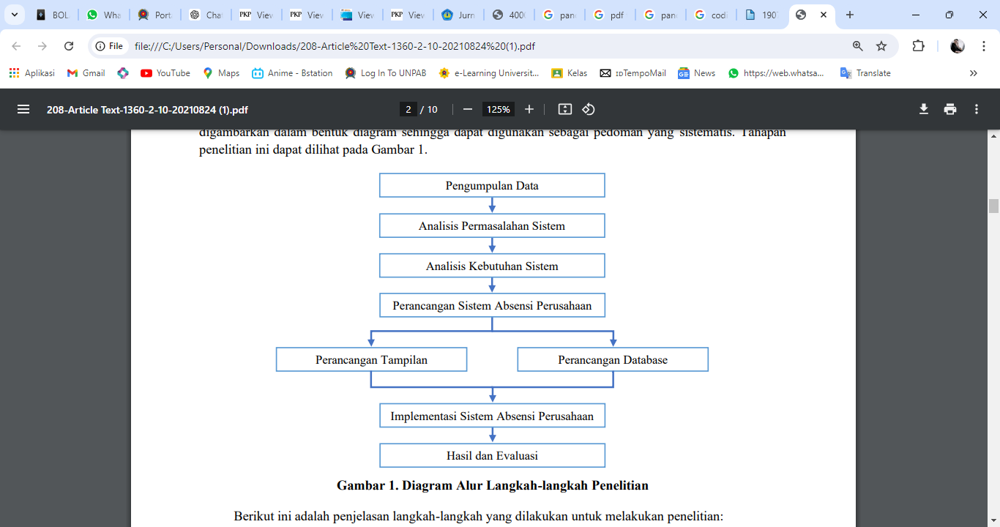 BOL
Wha
Port
Cha
PKP View
PKP View
View
PKP View
Jurn
400
pan
pdf
pan
codi
190
File
file:///C:/Users/Personal/Downloads/208-Article%20Text-1360-2-10-20210824%20(1).pdf
Aplikasi
Gmail
YouTube
Maps
Anime - Bstation
Log In To UNPAB
e-Learning Universit...
Kelas
IDTempoMail
News
https://web.whatsa...
Translate
208-Article Text-1360-2-10-20210824 (1).pdf
2 / 10
125%
digambarkan dalam bentuk diagram sehingga dapat digunakan sebagai pedoman yang sistematis. Tahapan
penelitian ini dapat dilihat pada Gambar 1.
Pengumpulan Data
Analisis Permasalahan Sistem
Analisis Kebutuhan Sistem
Perancangan Sistem Absensi Perusahaan
Perancangan Tampilan
Perancangan Database
Implementasi Sistem Absensi Perusahaan
Hasil dan Evaluasi
Gambar 1. Diagram Alur Langkah-langkah Penelitian
Berikut ini adalah penjelasan langkah-langkah yang dilakukan untuk melakukan penelitian: